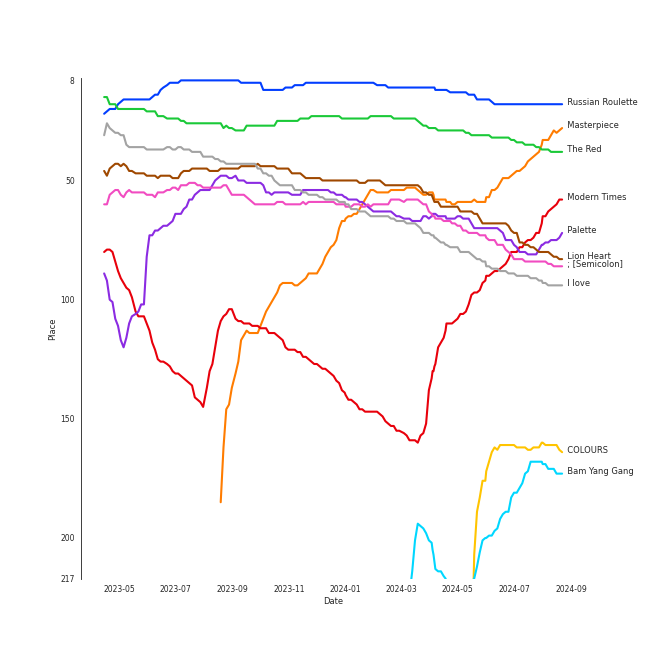 8
Russian Roulette
Masterpiece
The Red
50
Modern Times
Palette
Lion Heart
; [Semicolon]
I love
100
Place
150
COLOURS
Bam Yang Gang
200
217
2023-05 2023-07 2023-09 2023-11 2024-01 2024-03 2024-05 2024-07 2024-09
Date